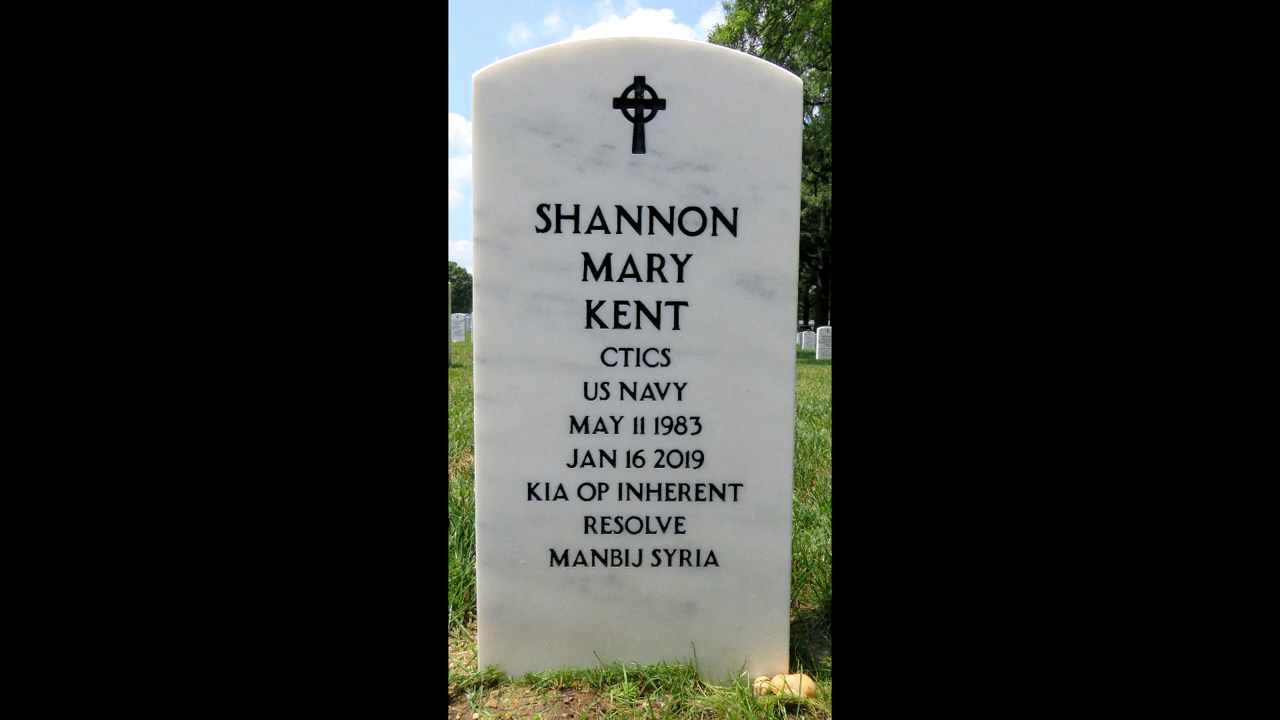 SHANNON
MARY
KENT
CTICS
US NAVY
MAY 11 1983
JAN 16 2019
KIA OP INHERENT
RESOLVE
MANBIJ SYRIA